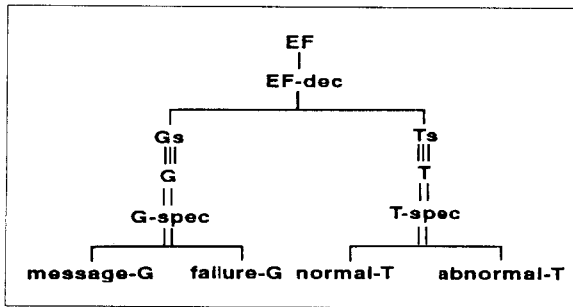 EF
EF-dec
Gs Ts
G T
G-spec T-spec
message-G failure-G normal-T abnormal-T